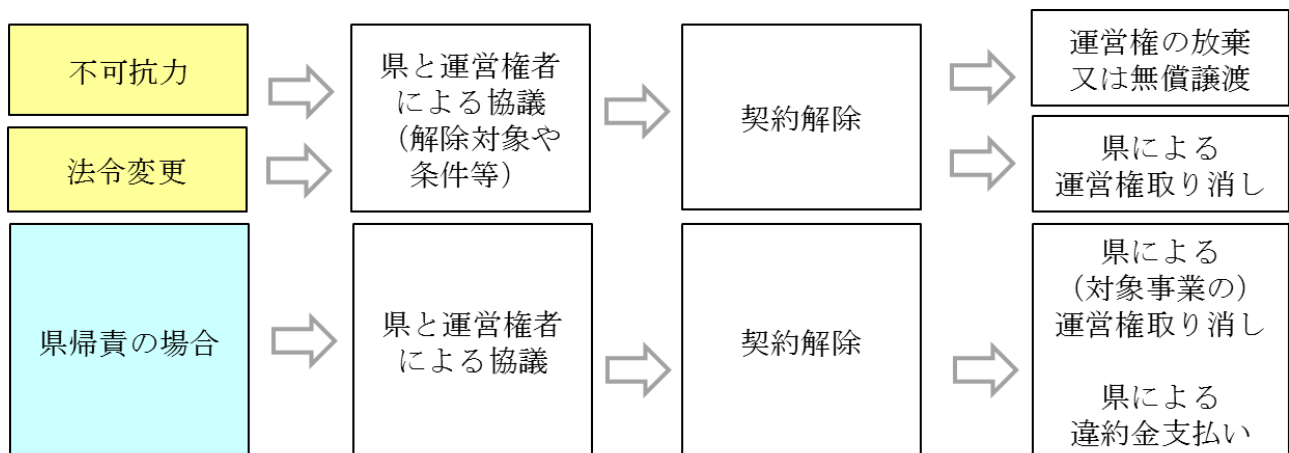 不可抗力
法令変更
県と運営権者
による協議
（解除対象や
条件等）
契約解除
運営権の放棄
又は無償譲渡
県による
運営権取り消し
県帰責の場合
県と運営権者
による協議
契約解除
県による
（対象事業の）
運営権取り消し
県による
違約金支払い